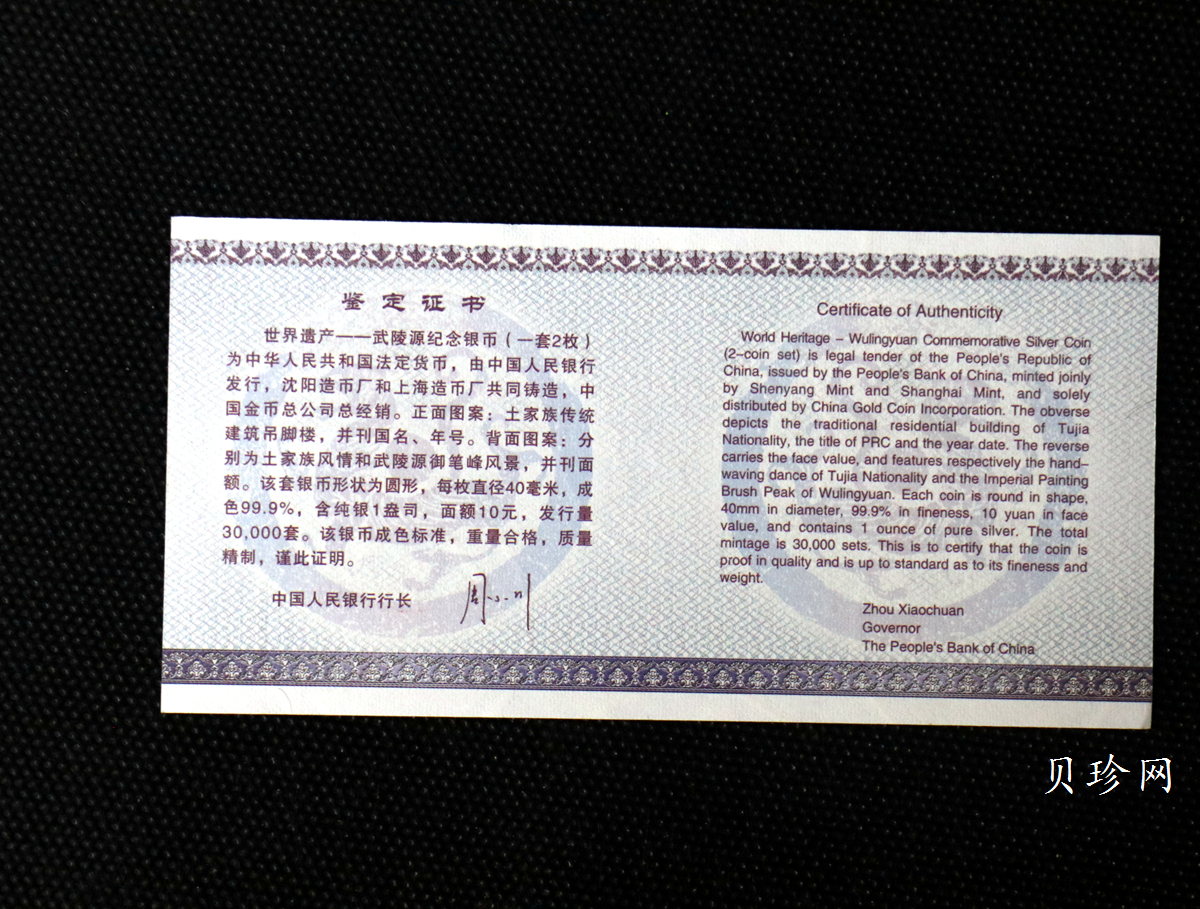 鉴定证书
世界遗产——武陵源纪念银币(一套2枚)
为中华人民共和国法定货币，由中国人民银行
发行，沈阳造币厂和上海造币厂共同铸造，中
国金币总公司总经销。正面图案：土家族传统
建筑吊脚楼，并刊国名、年号。背面图案：分
别为土家族风情和武陵源御笔峰风景，并刊面
额。该套银币形状为圆形，每枚直径40毫米，成
色99.9%，含纯银1盎司，面额10元，发行量
30,000套。该银币成色标准，重量合格，质量
精制，谨此证明。
中国人民银行行长
周小川
Certificate of Authenticity
World Heritage – Wulingyuan Commemorative Silver Coin
(2–coin set) is legal tender of the People's Republic of
China, issued by the People's Bank of China, minted joinly
by Shenyang Mint and Shanghai Mint, and solely
distributed by China Gold Coin Incorporation. The obverse
depicts the traditional residential building of Tujia
Nationality, the title of PRC and the year date. The reverse
carries the face value, and features respectively the hand–
waving dance of Tujia Nationality and the Imperial Painting
Brush Peak of Wulingyuan. Each coin is round in shape,
40mm in diameter, 99.9% in fineness, 10 yuan in face
value, and contains 1 ounce of pure silver. The total
mintage is 30,000 sets. This is to certify that the coin is
proof in quality and is up to standard as to its fineness and
weight.
Zhou Xiaochuan
Governor
The People's Bank of China
贝珍网